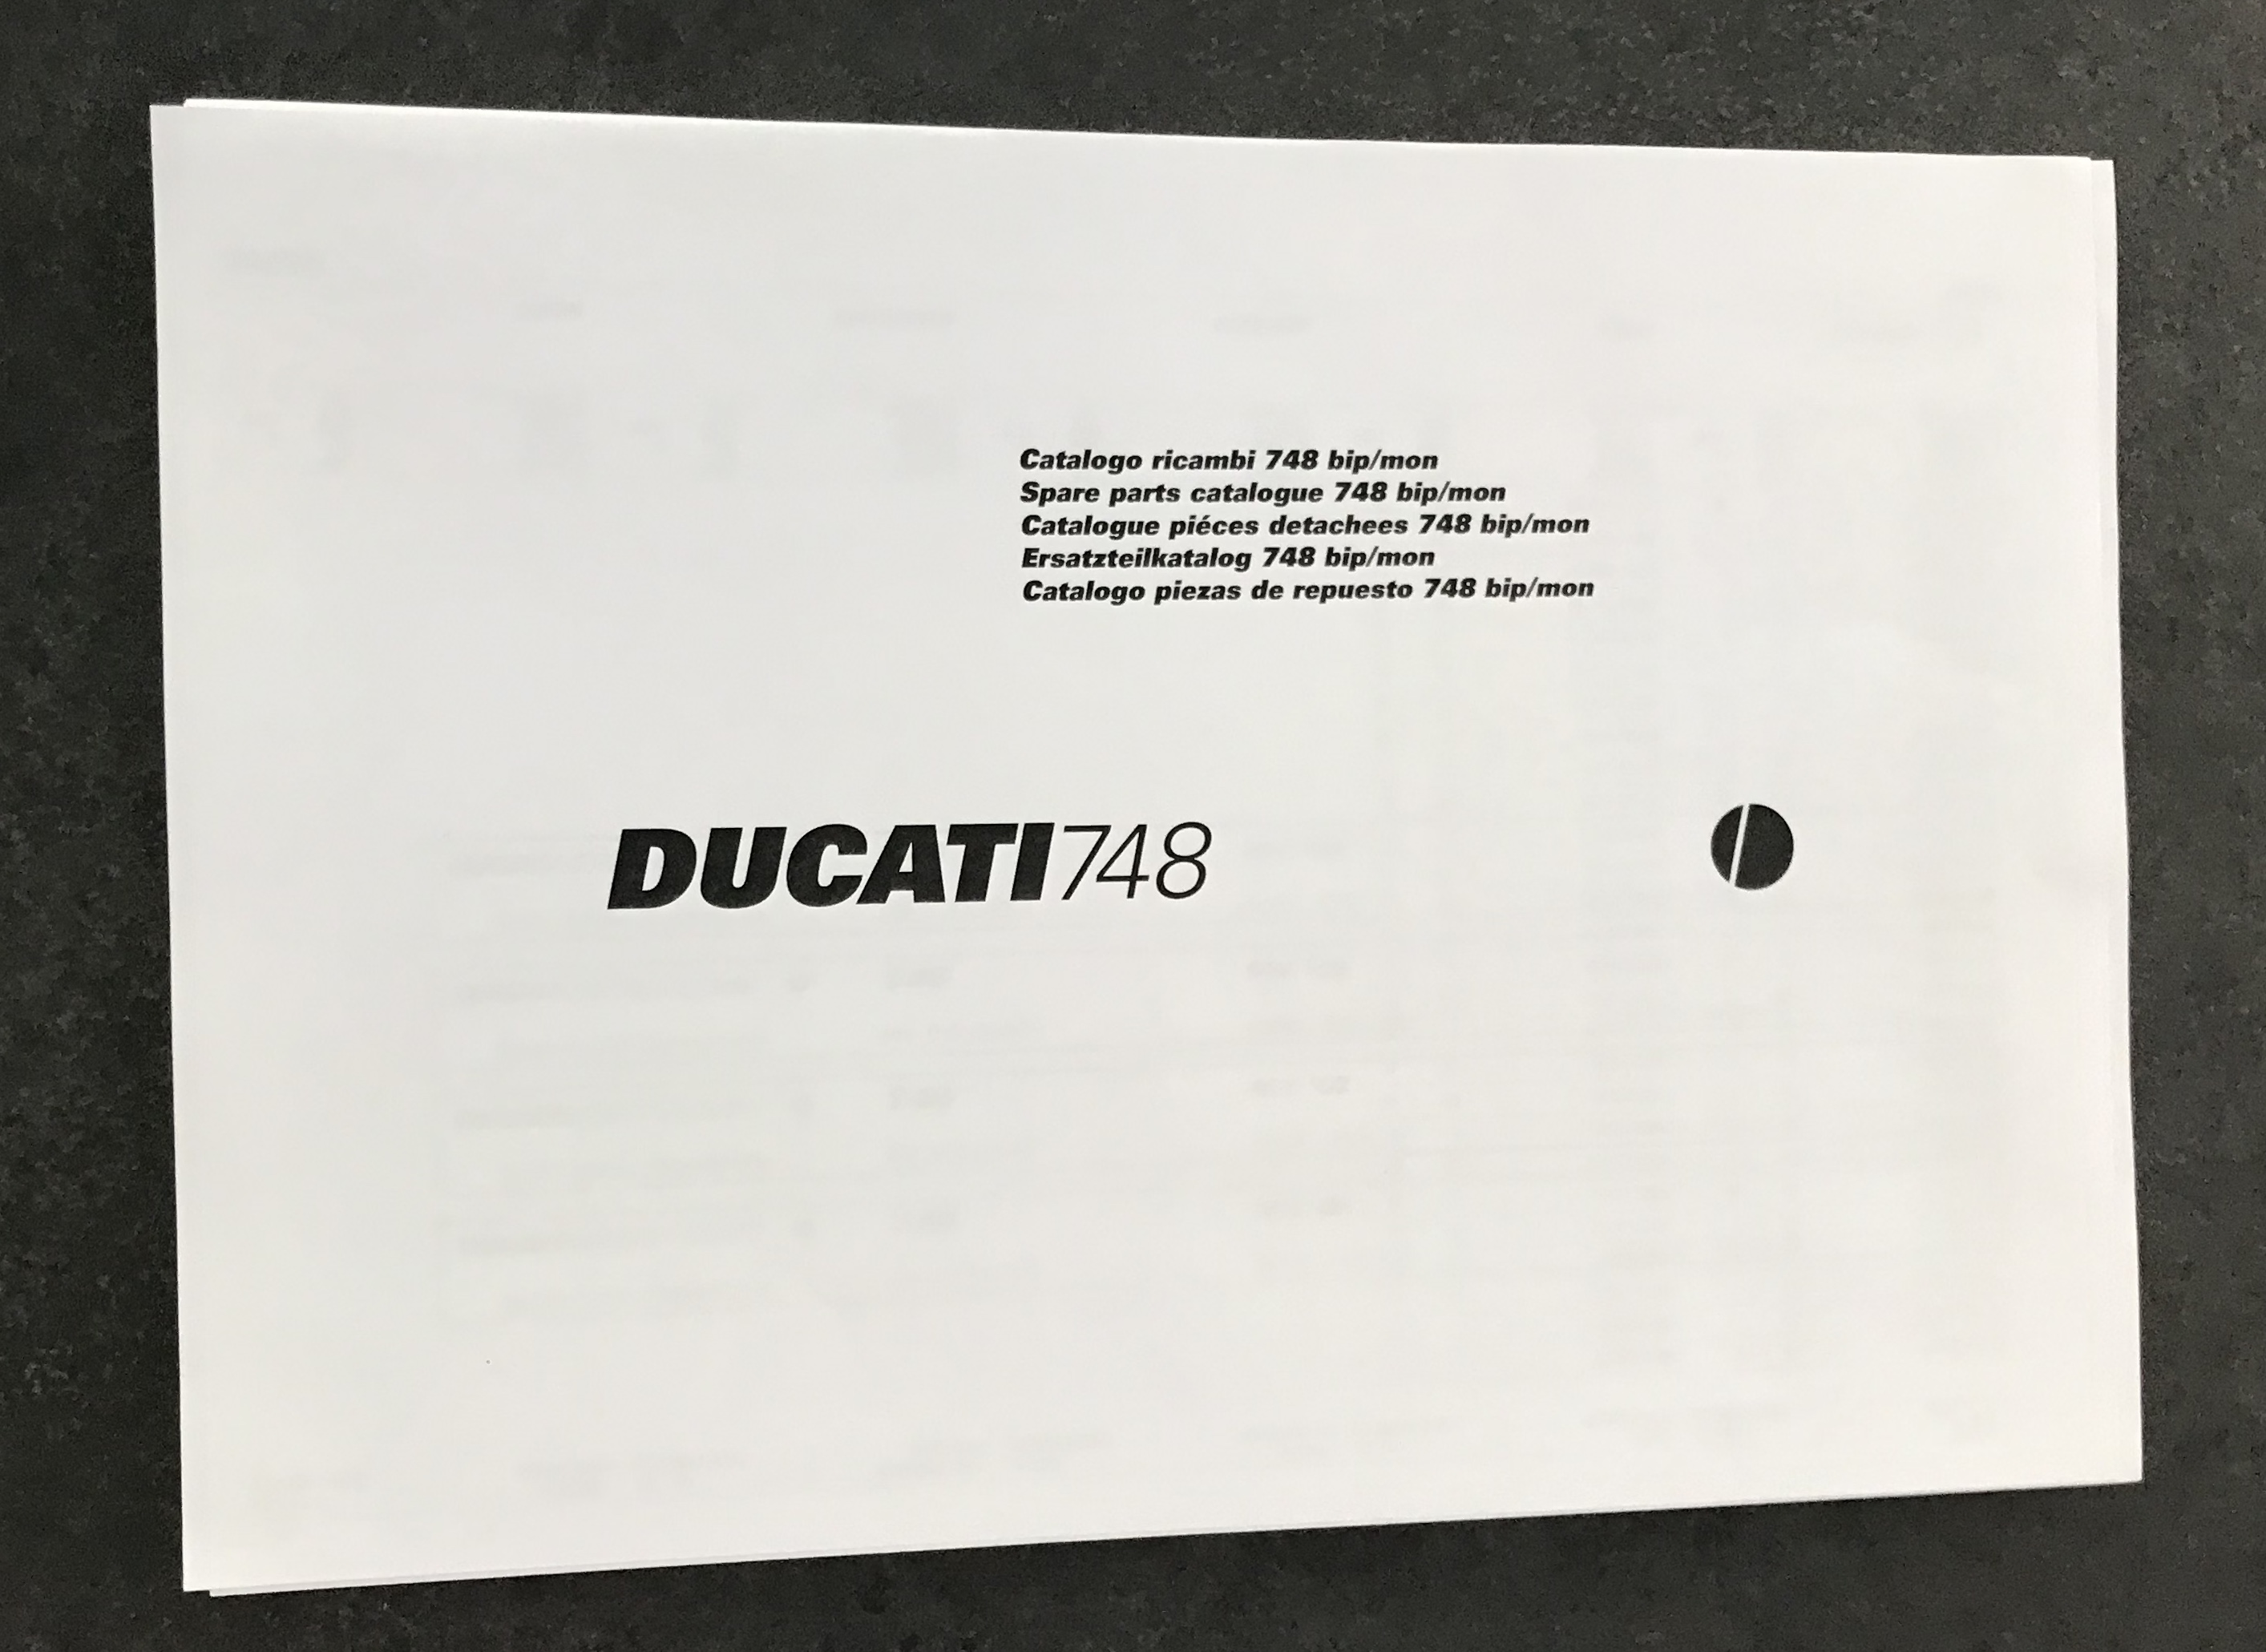 Catalogo ricambi 748 bip/mon
Spare parts catalogue 748 bip/mon
Catalogue piéces detachees 748 bip/mon
Ersatzteilkatalog 748 bip/mon
Catalogo piezas de repuesto 748 bip/mon
DUCATI748